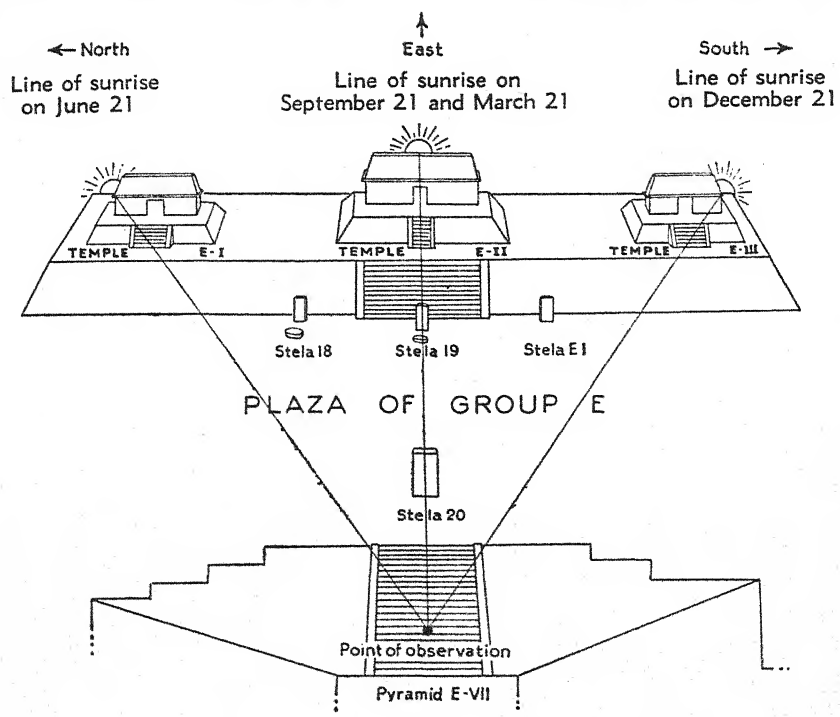 North
East
South
Line of sunrise
on June 21
Line of sunrise on
September 21 and March 21
Line of sunrise
on December 21
TEMPLE E-I
TEMPLE E-II
TEMPLE E-III
Stela 18
Stela 19
Stela E1
PLAZA OF GROUP E
Stela 20
Point of observation
Pyramid E-VII